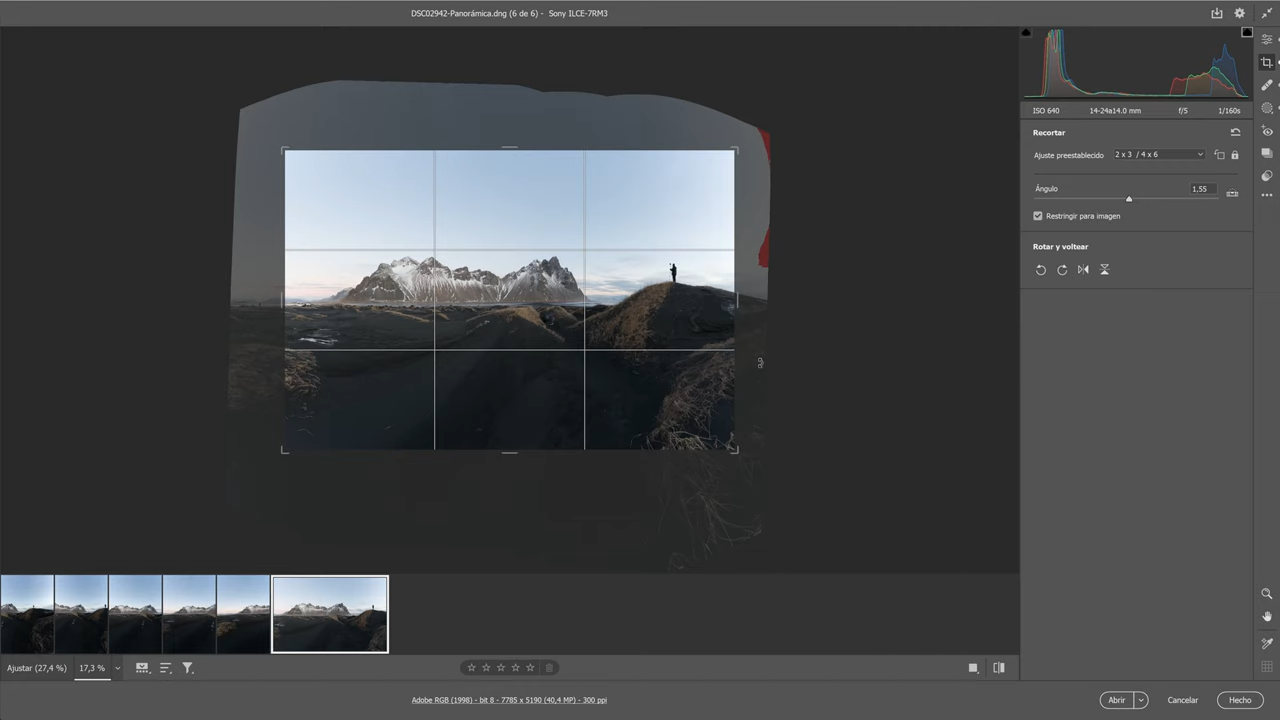 DSC02942-Panorámica.dng (6 de 6) - Sony ILCE-7RM3
ISO 640 14-24a14.0 mm f/5 1/160s
Recortar
Ajuste preestablecido 2 x 3 / 4 x 6
Ángulo 1,55
Restringir para imagen
Rotar y voltear
Ajustar (27,4 %) 17,3 %
Adobe RGB (1998) - bit 8 - 7785 x 5190 (40,4 MP) - 300 ppi
Abrir Cancelar Hecho